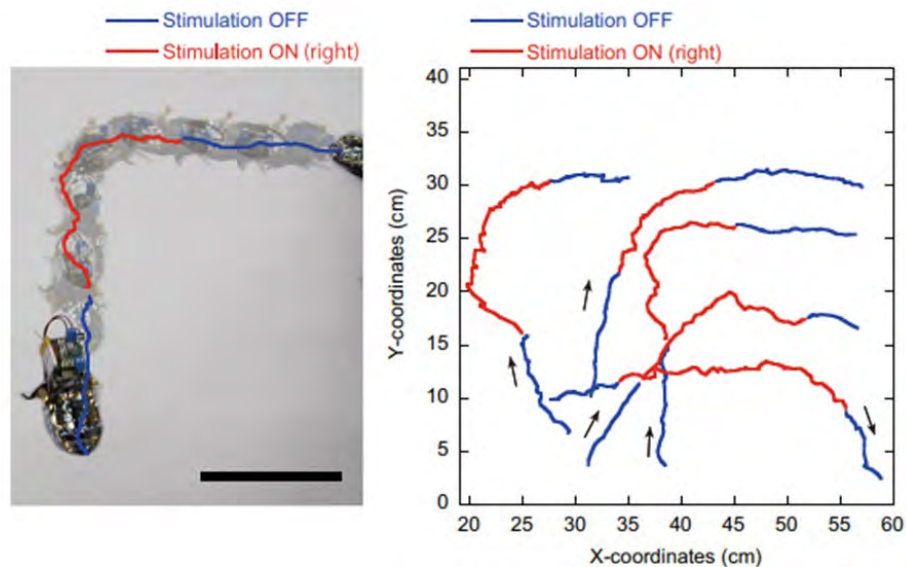 Stimulation OFF
Stimulation ON (right)
Stimulation OFF
Stimulation ON (right)
40
35
30
25
20
15
10
5
0
Y-coordinates (cm)
20 25 30 35 40 45 50 55 60
X-coordinates (cm)